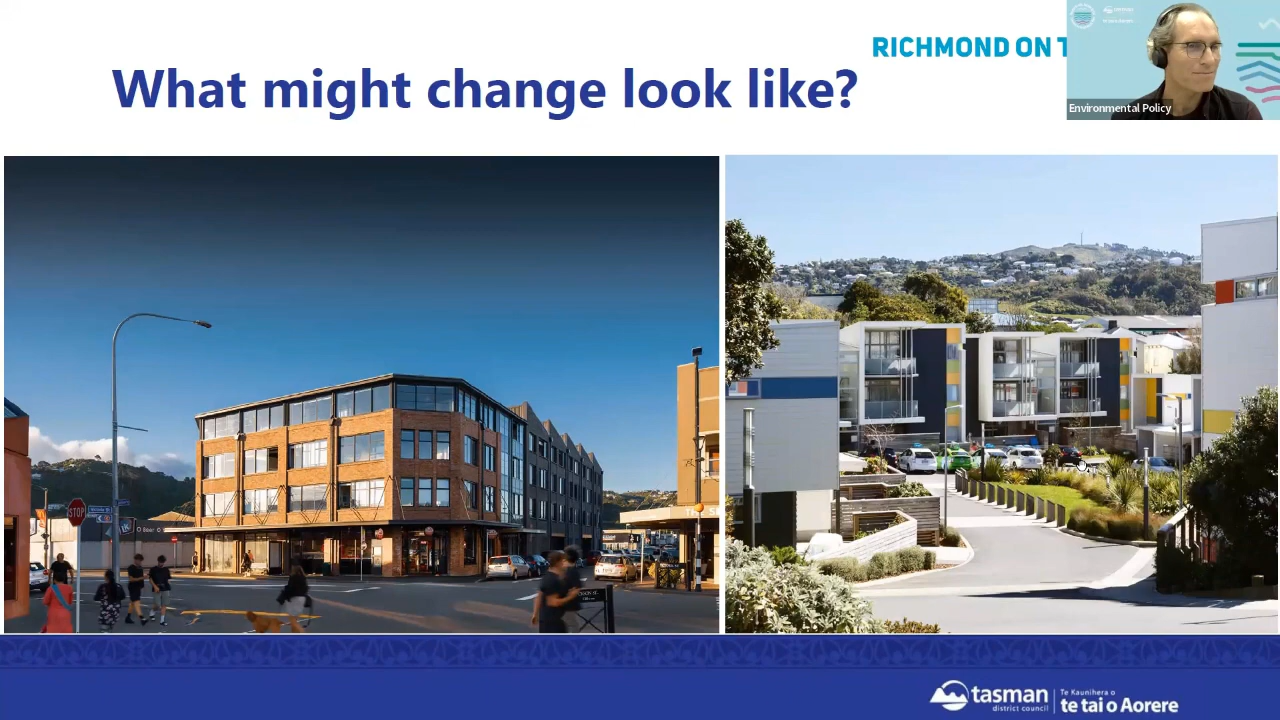 RICHMOND ON T
What might change look like?
Environmental Policy
STOP
tasman
district council
Te Kaunihera o
te tai o Aorere